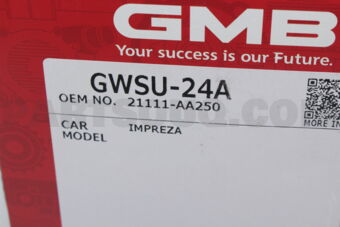 GMB
Your success is our Future.
GWSU-24A
OEM NO. 21111-AA250
CAR IMPREZA
MODEL
MORE IN